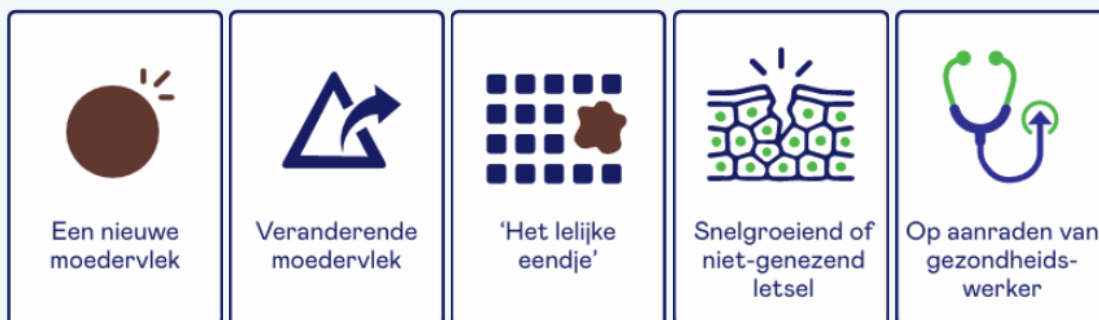 Een nieuwe
moedervlek
Veranderende
moedervlek
‘Het lelijke
eendje’
Snelgroeiend of
niet-genezend
letsel
Op aanraden van
gezondheids-
werker